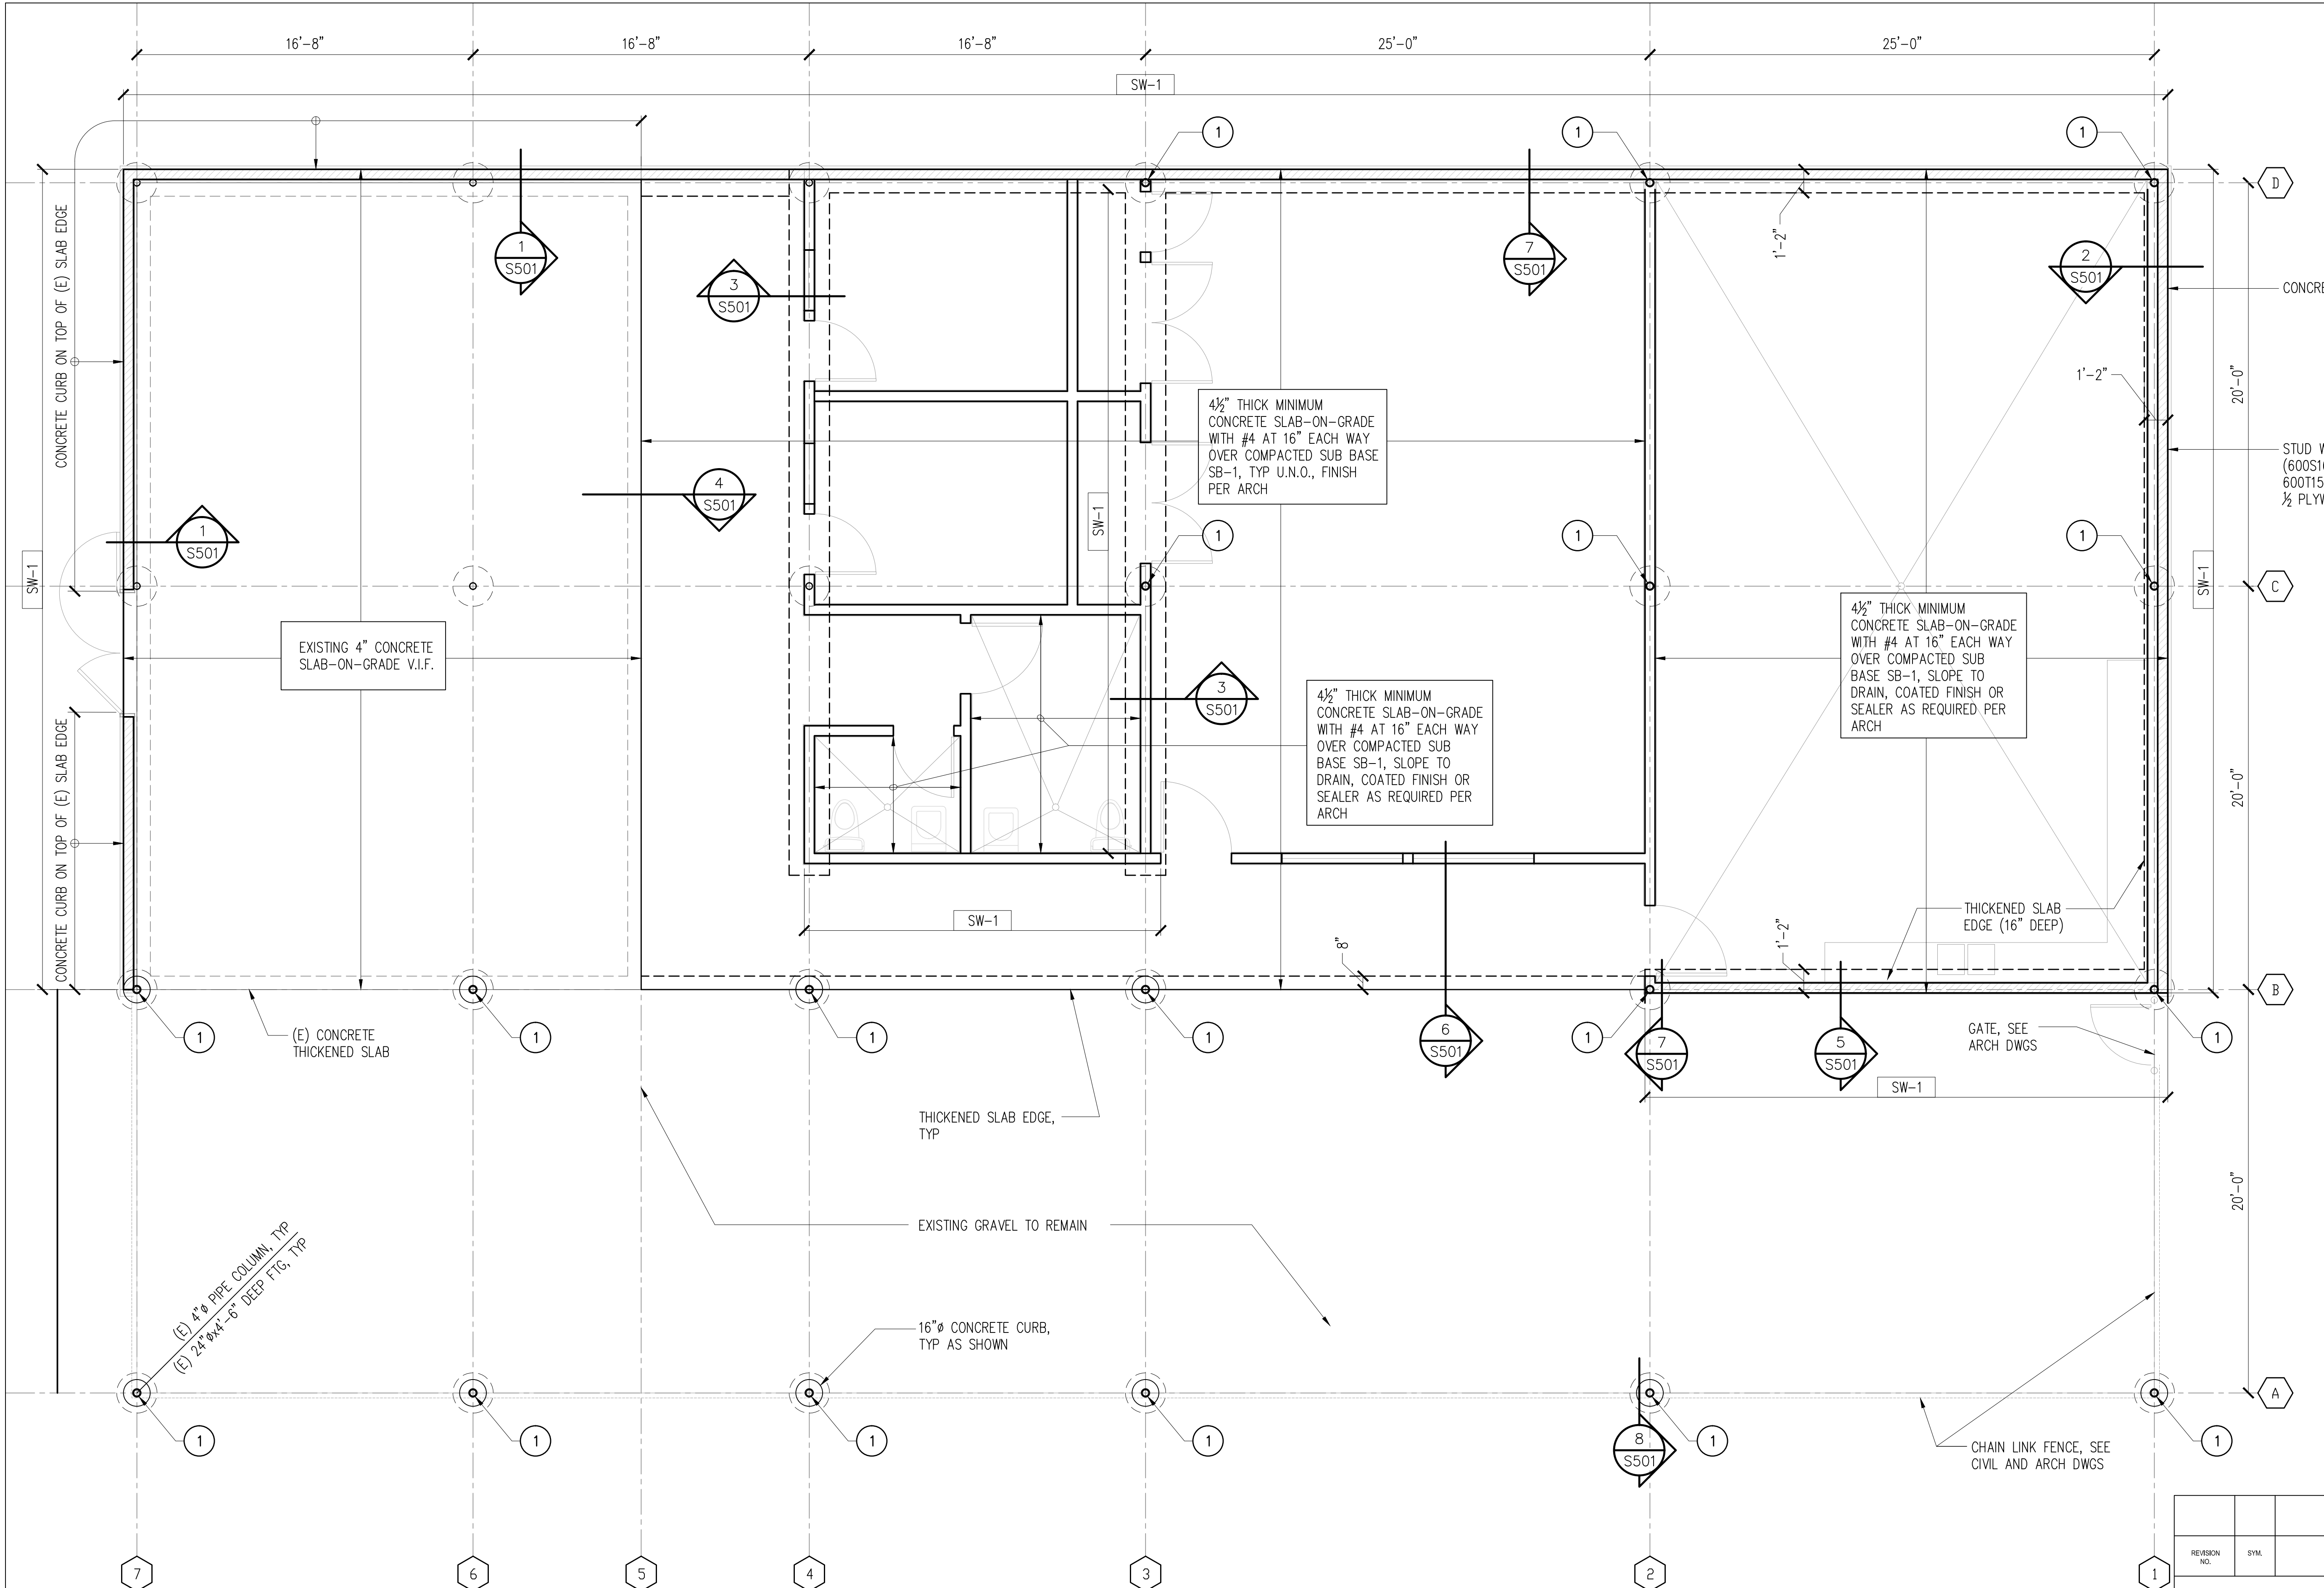 16'-8"
16'-8"
16'-8"
25'-0"
25'-0"
SW-1
1
1
1
D
CONCRETE CURB ON TOP OF (E) SLAB EDGE
1
S501
3
S501
7
S501
1'-2"
2
S501
CONCRE
1'-2"
20'-0"
4½" THICK MINIMUM
CONCRETE SLAB-ON-GRADE
WITH #4 AT 16" EACH WAY
OVER COMPACTED SUB BASE
SB-1, TYP U.N.O., FINISH
PER ARCH
STUD W
(600S16
600T15
½ PLYW
4
S501
1
S501
SW-1
SW-1
1
1
1
SW-1
C
EXISTING 4" CONCRETE
SLAB-ON-GRADE V.I.F.
4½" THICK MINIMUM
CONCRETE SLAB-ON-GRADE
WITH #4 AT 16" EACH WAY
OVER COMPACTED SUB
BASE SB-1, SLOPE TO
DRAIN, COATED FINISH OR
SEALER AS REQUIRED PER
ARCH
3
S501
4½" THICK MINIMUM
CONCRETE SLAB-ON-GRADE
WITH #4 AT 16" EACH WAY
OVER COMPACTED SUB
BASE SB-1, SLOPE TO
DRAIN, COATED FINISH OR
SEALER AS REQUIRED PER
ARCH
CONCRETE CURB ON TOP OF (E) SLAB EDGE
20'-0"
SW-1
8"
1'-2"
THICKENED SLAB
EDGE (16" DEEP)
B
1
(E) CONCRETE
THICKENED SLAB
1
1
1
6
S501
1
7
S501
5
S501
GATE, SEE
ARCH DWGS
1
SW-1
THICKENED SLAB EDGE,
TYP
20'-0"
EXISTING GRAVEL TO REMAIN
(E) 4"ø PIPE COLUMN, TYP
(E) 24"øx4'-6" DEEP FTG, TYP
16"ø CONCRETE CURB,
TYP AS SHOWN
A
1
1
1
1
8
S501
1
CHAIN LINK FENCE, SEE
CIVIL AND ARCH DWGS
1
REVISION
NO.
SYM.
7
6
5
4
3
2
1